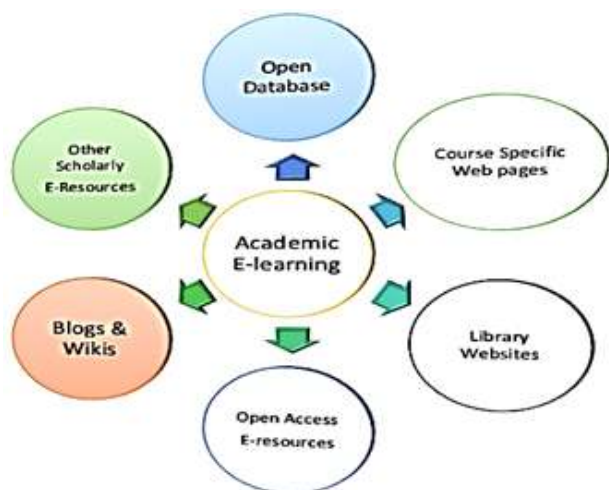 Open
Database
Other
Scholarly
E-Resources
Course Specific
Web pages
Academic
E-learning
Blogs &
Wikis
Library
Websites
Open Access
E-resources